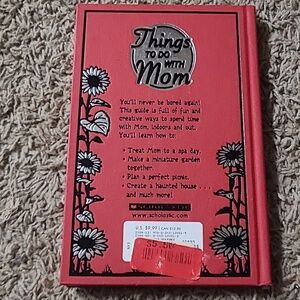 Things
TO DO
WITH
Mom
You'll never be bored again!
This guide is full of fun and
creative ways to spend time
with Mom, indoors and out.
You'll learn how to:
• Treat Mom to a spa day.
• Make a miniature garden
together.
• Plan a perfect picnic.
• Create a haunted house . . .
and much more!
SCHOLASTIC
www.scholastic.com
U.S. $9.99